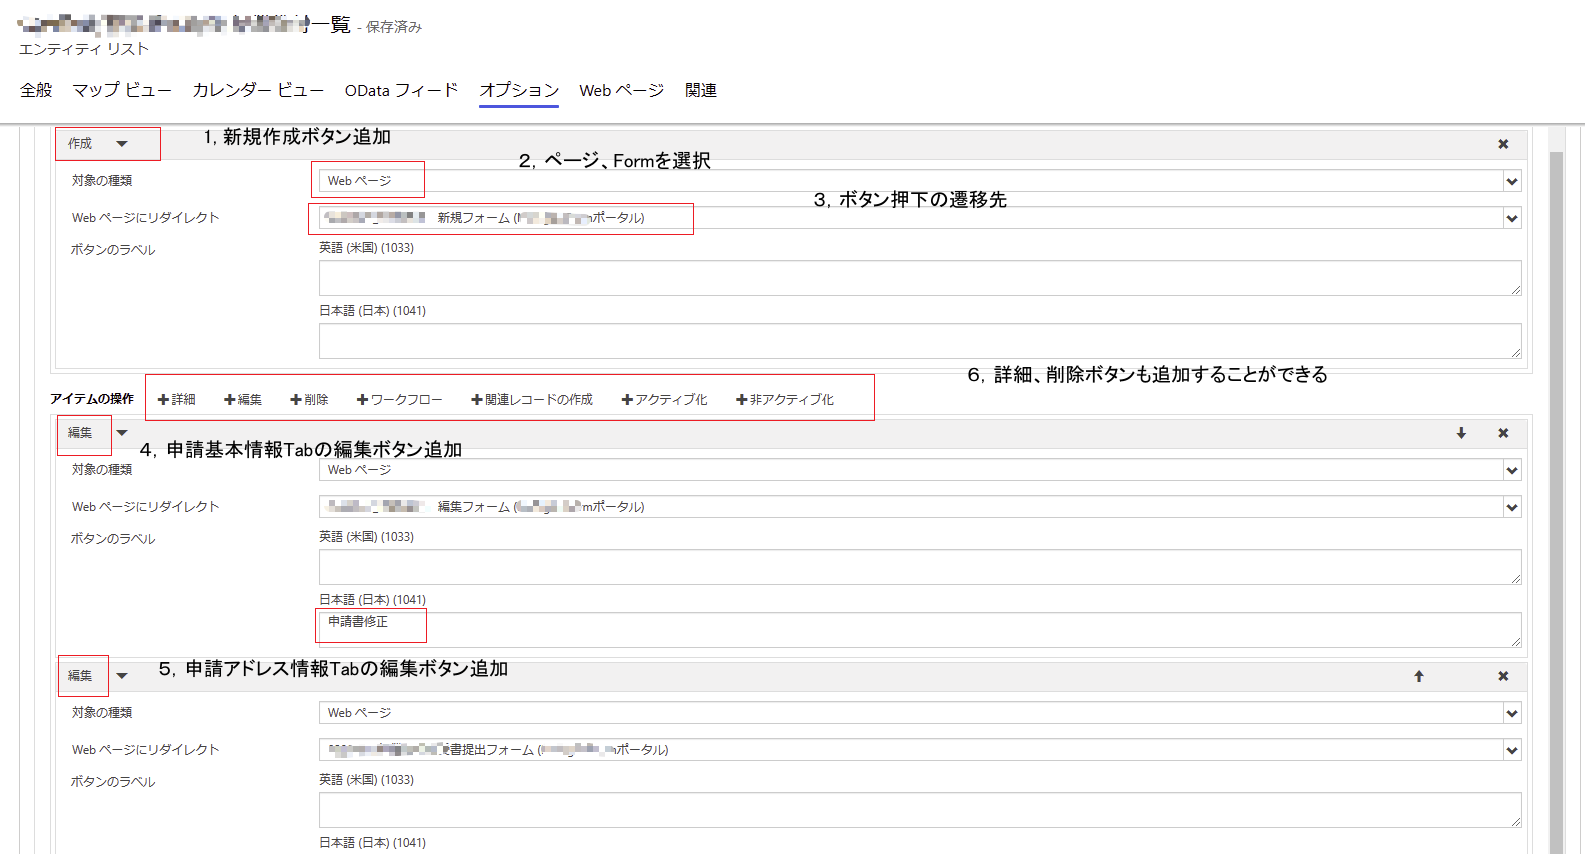 一覧 - 保存済み
エンティティ リスト
全般 マップ ビュー カレンダー ビュー OData フィード オプション Web ページ 関連
作成
1, 新規作成ボタン追加
2, ページ、Formを選択
対象の種類 Web ページ
3, ボタン押下の遷移先
Web ページにリダイレクト 新規フォーム (ポータル)
ボタンのラベル 英語 (米国) (1033)
日本語 (日本) (1041)
6, 詳細、削除ボタンも追加することができる
アイテムの操作 +詳細 +編集 +削除 +ワークフロー +関連レコードの作成 +アクティブ化 +非アクティブ化
編集
4, 申請基本情報Tabの編集ボタン追加
対象の種類 Web ページ
Web ページにリダイレクト 編集フォーム (mポータル)
ボタンのラベル 英語 (米国) (1033)
日本語 (日本) (1041)
申請書修正
編集
5, 申請アドレス情報Tabの編集ボタン追加
対象の種類 Web ページ
Web ページにリダイレクト 書提出フォーム (ポータル)
ボタンのラベル 英語 (米国) (1033)
日本語 (日本) (1041)